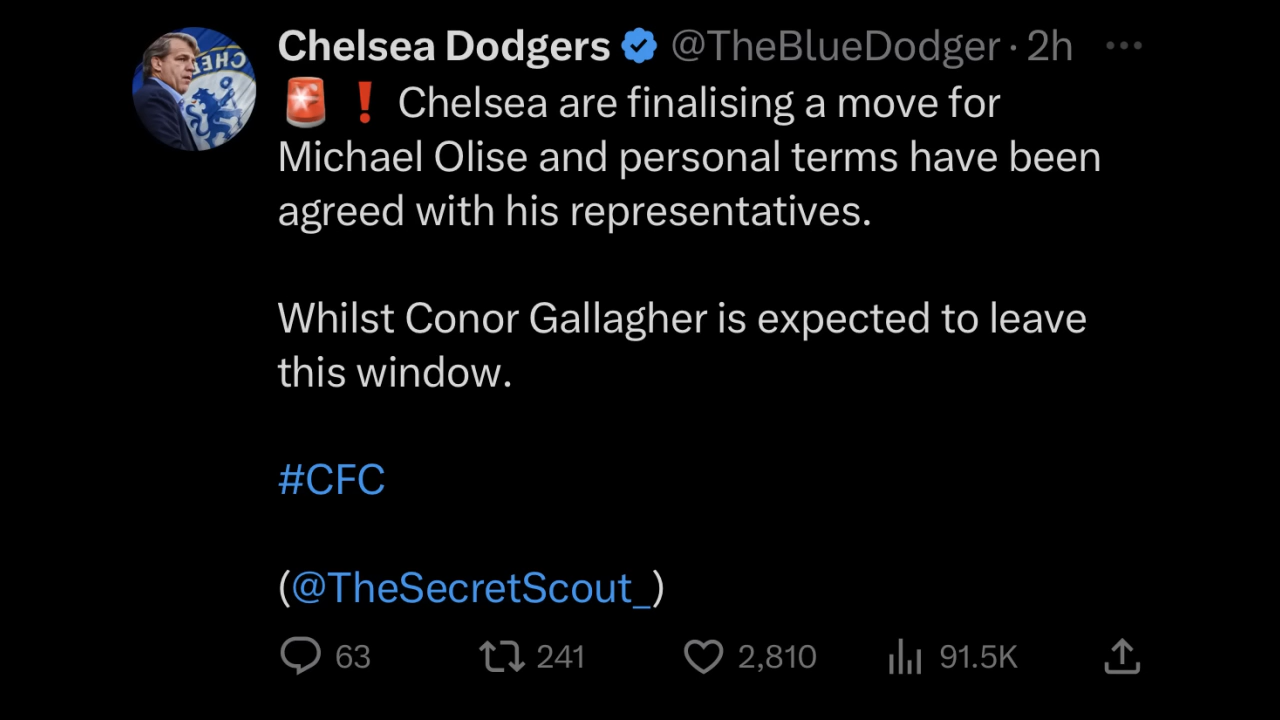 Chelsea Dodgers @TheBlueDodger · 2h
🚨❗ Chelsea are finalising a move for
Michael Olise and personal terms have been
agreed with his representatives.
Whilst Conor Gallagher is expected to leave
this window.
#CFC
(@TheSecretScout_)
63 241 2,810 91.5K